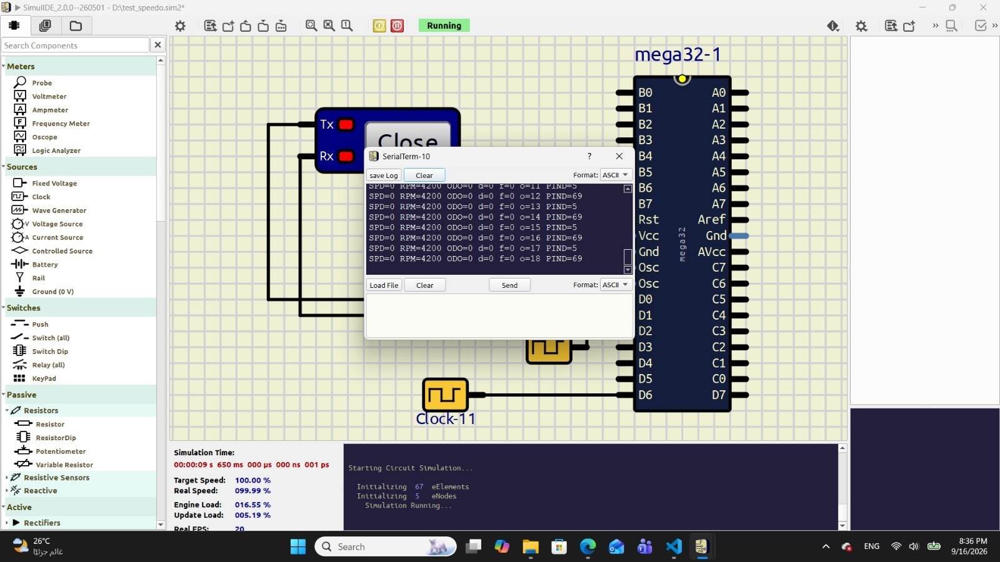 SimulIDE_2.0.0--260501 - D:\test_speedo.sim2*
Running
Search Components
Meters
Probe
Voltmeter
Ampmeter
Frequency Meter
Oscope
Logic Analyzer
Sources
Fixed Voltage
Clock
Wave Generator
Voltage Source
Current Source
Controlled Source
Battery
Rail
Ground (0 V)
Switches
Push
Switch (all)
Switch Dip
Relay (all)
KeyPad
Passive
Resistors
Resistor
ResistorDip
Potentiometer
Variable Resistor
Resistive Sensors
Reactive
Active
Rectifiers
Tx
Rx
Close
SerialTerm-10
save Log Clear Format: ASCII
SPD=0 RPM=4200 ODO=0 d=0 f=0 o=11 PIND=5
SPD=0 RPM=4200 ODO=0 d=0 f=0 o=12 PIND=69
SPD=0 RPM=4200 ODO=0 d=0 f=0 o=13 PIND=5
SPD=0 RPM=4200 ODO=0 d=0 f=0 o=14 PIND=69
SPD=0 RPM=4200 ODO=0 d=0 f=0 o=15 PIND=5
SPD=0 RPM=4200 ODO=0 d=0 f=0 o=16 PIND=69
SPD=0 RPM=4200 ODO=0 d=0 f=0 o=17 PIND=5
SPD=0 RPM=4200 ODO=0 d=0 f=0 o=18 PIND=69
Load File Clear Send Format: ASCII
Clock-11
mega32-1
B0 A0
B1 A1
B2 A2
B3 A3
B4 A4
B5 A5
B6 A6
B7 A7
Rst Aref
Vcc Gnd
Gnd AVcc
Osc C7
Osc C6
D0 C5
D1 C4
D2 C3
D3 C2
D4 C1
D5 C0
D6 D7
mega32
Simulation Time:
00:00:09 s 650 ms 000 µs 000 ns 001 ps
Target Speed: 100.00 %
Real Speed: 099.99 %
Engine Load: 016.55 %
Update Load: 005.19 %
Real FPS: 20
Starting Circuit Simulation...
Initializing 67 eElements
Initializing 5 eNodes
Simulation Running...
26°C
غائم جزئيًا
Search
ENG
8:36 PM
9/16/2026